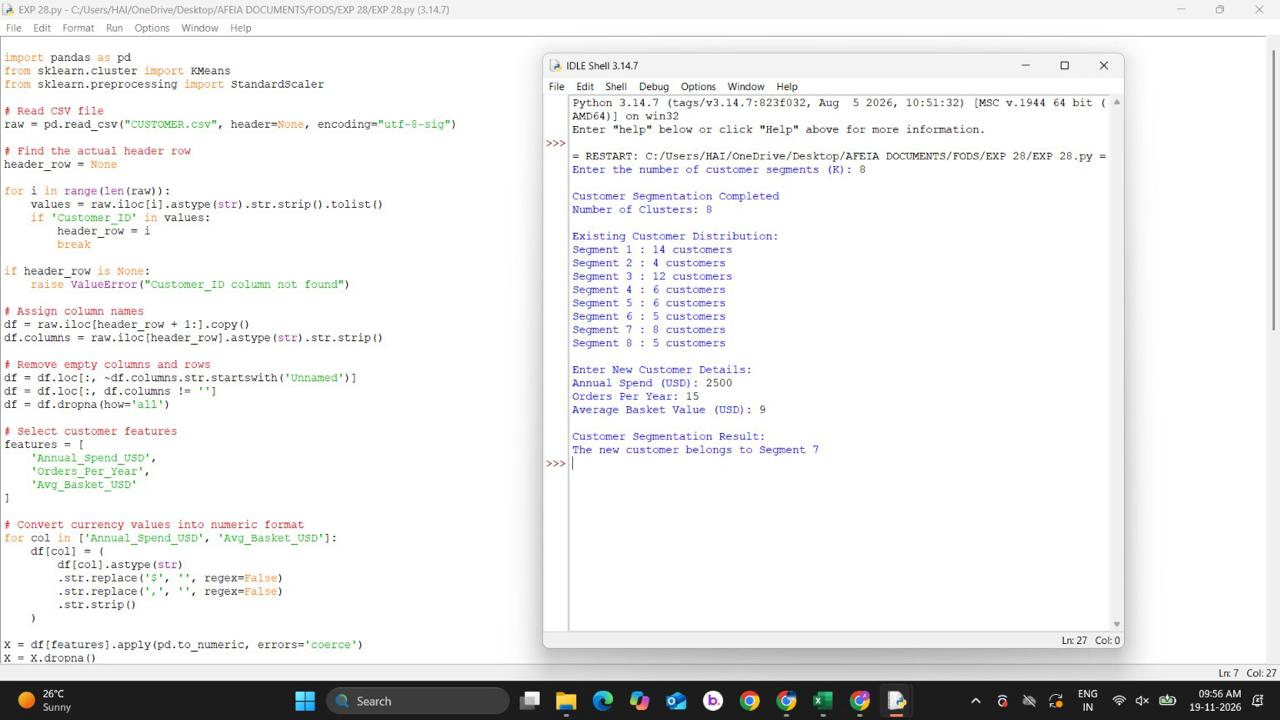 EXP 28.py - C:/Users/HAI/OneDrive/Desktop/AFEIA DOCUMENTS/FODS/EXP 28/EXP 28.py (3.14.7)
File Edit Format Run Options Window Help
import pandas as pd
from sklearn.cluster import KMeans
from sklearn.preprocessing import StandardScaler
# Read CSV file
raw = pd.read_csv("CUSTOMER.csv", header=None, encoding="utf-8-sig")
# Find the actual header row
header_row = None
for i in range(len(raw)):
    values = raw.iloc[i].astype(str).str.strip().tolist()
    if 'Customer_ID' in values:
        header_row = i
        break
if header_row is None:
    raise ValueError("Customer_ID column not found")
# Assign column names
df = raw.iloc[header_row + 1:].copy()
df.columns = raw.iloc[header_row].astype(str).str.strip()
# Remove empty columns and rows
df = df.loc[:, ~df.columns.str.startswith('Unnamed')]
df = df.loc[:, df.columns != '']
df = df.dropna(how='all')
# Select customer features
features = [
    'Annual_Spend_USD',
    'Orders_Per_Year',
    'Avg_Basket_USD'
]
# Convert currency values into numeric format
for col in ['Annual_Spend_USD', 'Avg_Basket_USD']:
    df[col] = (
        df[col].astype(str)
        .str.replace('$', '', regex=False)
        .str.replace(',', '', regex=False)
        .str.strip()
    )
X = df[features].apply(pd.to_numeric, errors='coerce')
X = X.dropna()
IDLE Shell 3.14.7
File Edit Shell Debug Options Window Help
Python 3.14.7 (tags/v3.14.7:823f032, Aug  5 2026, 10:51:32) [MSC v.1944 64 bit (
AMD64)] on win32
Enter "help" below or click "Help" above for more information.
>>>
= RESTART: C:/Users/HAI/OneDrive/Desktop/AFEIA DOCUMENTS/FODS/EXP 28/EXP 28.py =
Enter the number of customer segments (K): 8
Customer Segmentation Completed
Number of Clusters: 8
Existing Customer Distribution:
Segment 1 : 14 customers
Segment 2 : 4 customers
Segment 3 : 12 customers
Segment 4 : 6 customers
Segment 5 : 6 customers
Segment 6 : 5 customers
Segment 7 : 8 customers
Segment 8 : 5 customers
Enter New Customer Details:
Annual Spend (USD): 2500
Orders Per Year: 15
Average Basket Value (USD): 9
Customer Segmentation Result:
The new customer belongs to Segment 7
>>>
Ln: 27 Col: 0
Ln: 7 Col: 27
26°C
Sunny
Search
ENG
IN
09:56 AM
19-11-2026